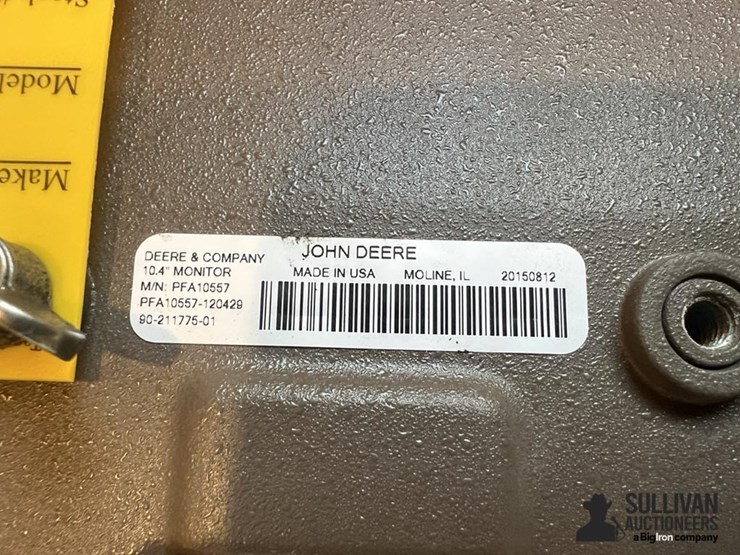 Model
Make
DEERE & COMPANY JOHN DEERE
10.4" MONITOR MADE IN USA MOLINE, IL 20150812
M/N: PFA10557
PFA10557-120429
90-211775-01
SULLIVAN
AUCTIONEERS
a BigIron company